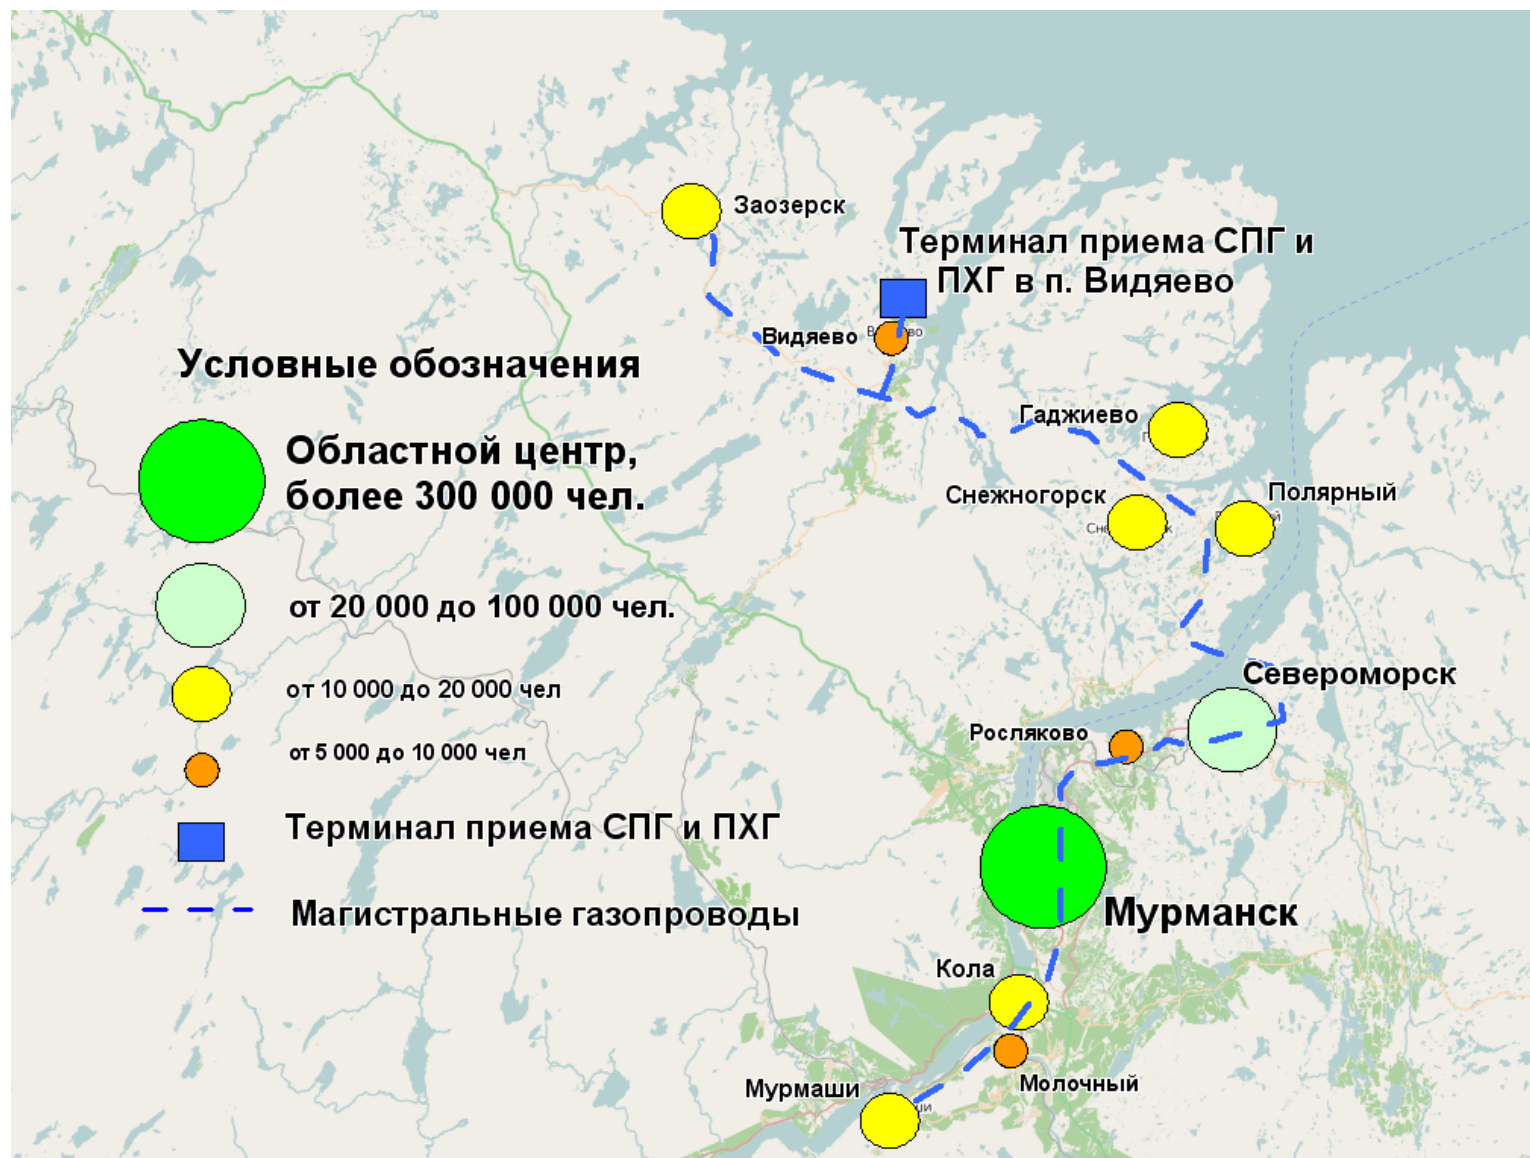 Заозерск
Терминал приема СПГ и
ПХГ в п. Видяево
Видяево
Условные обозначения
Гаджиево
Областной центр,
более 300 000 чел.
Снежногорск
Полярный
от 20 000 до 100 000 чел.
Североморск
от 10 000 до 20 000 чел
Росляково
от 5 000 до 10 000 чел
Терминал приема СПГ и ПХГ
Магистральные газопроводы
Мурманск
Кола
Молочный
Мурмаши